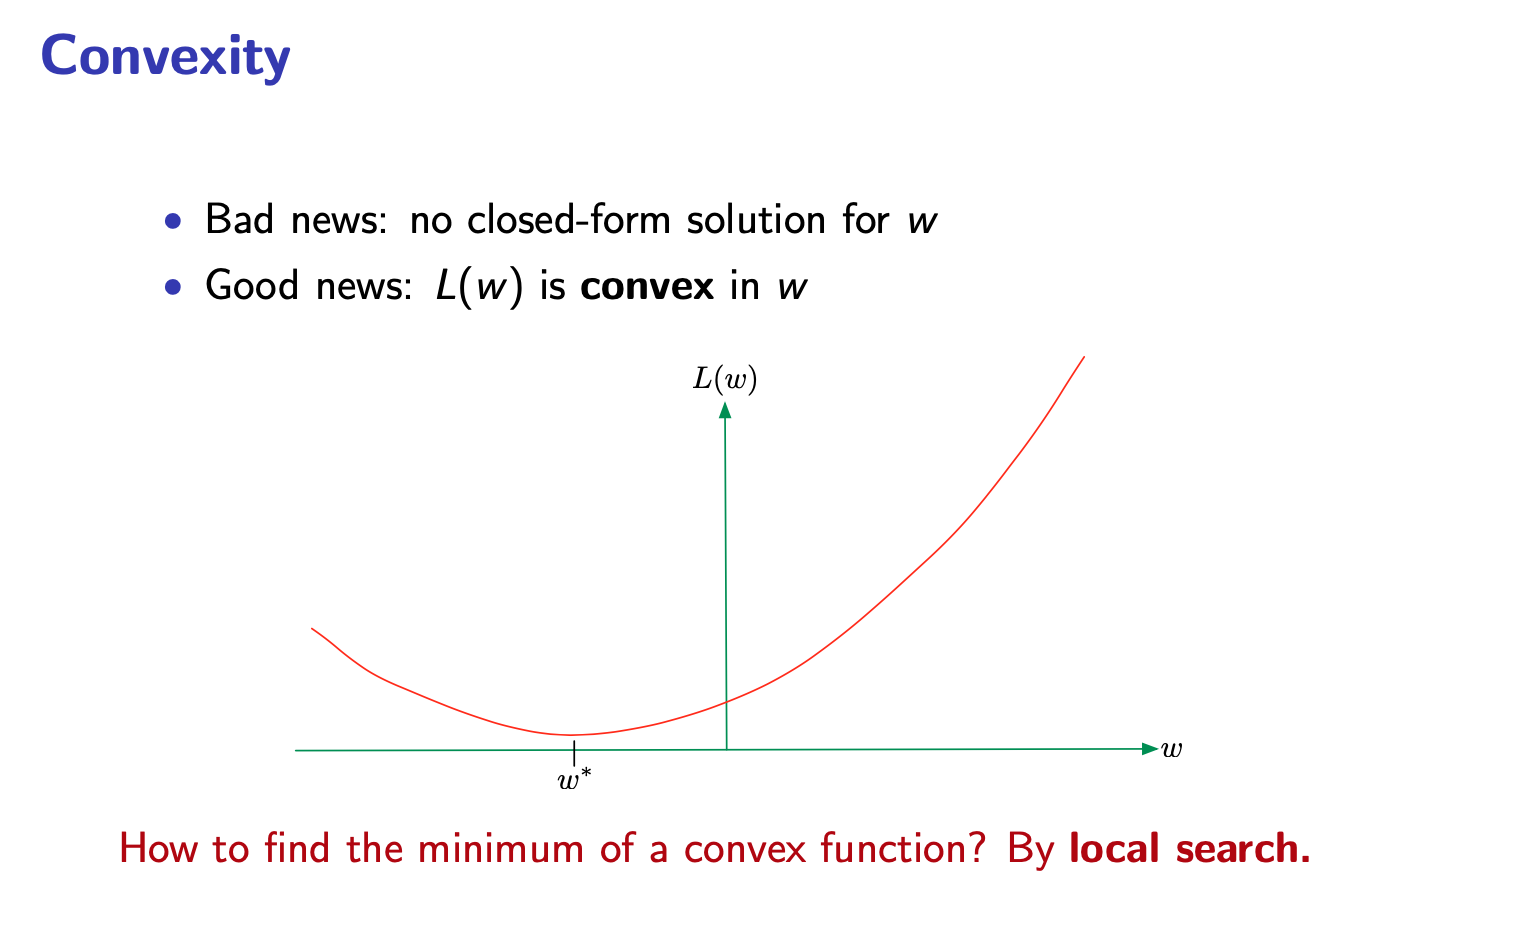 Convexity
• Bad news: no closed-form solution for w
• Good news: L(w) is convex in w
L(w)
w
w*
How to find the minimum of a convex function? By local search.